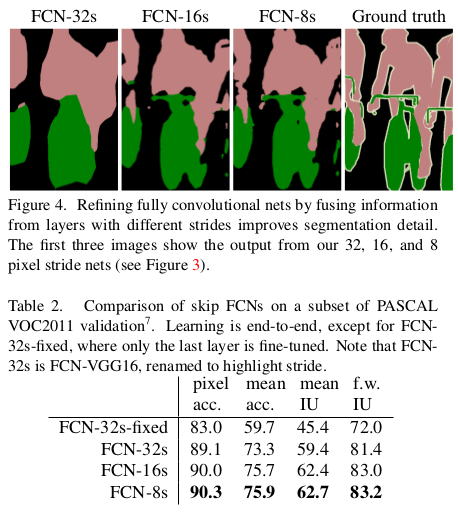 FCN-32s FCN-16s FCN-8s Ground truth
Figure 4. Refining fully convolutional nets by fusing information
from layers with different strides improves segmentation detail.
The first three images show the output from our 32, 16, and 8
pixel stride nets (see Figure 3).
Table 2. Comparison of skip FCNs on a subset of PASCAL
VOC2011 validation7. Learning is end-to-end, except for FCN-
32s-fixed, where only the last layer is fine-tuned. Note that FCN-
32s is FCN-VGG16, renamed to highlight stride.
pixel mean mean f.w.
acc. acc. IU IU
FCN-32s-fixed 83.0 59.7 45.4 72.0
FCN-32s 89.1 73.3 59.4 81.4
FCN-16s 90.0 75.7 62.4 83.0
FCN-8s 90.3 75.9 62.7 83.2